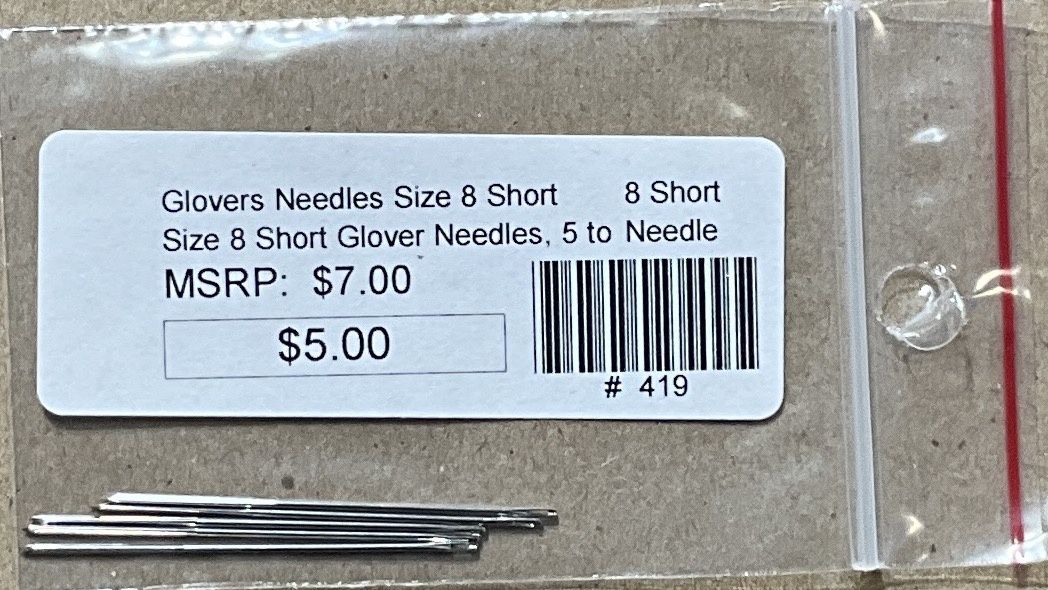 Glovers Needles Size 8 Short 8 Short
Size 8 Short Glover Needles, 5 to Needle
MSRP: $7.00
$5.00
# 419